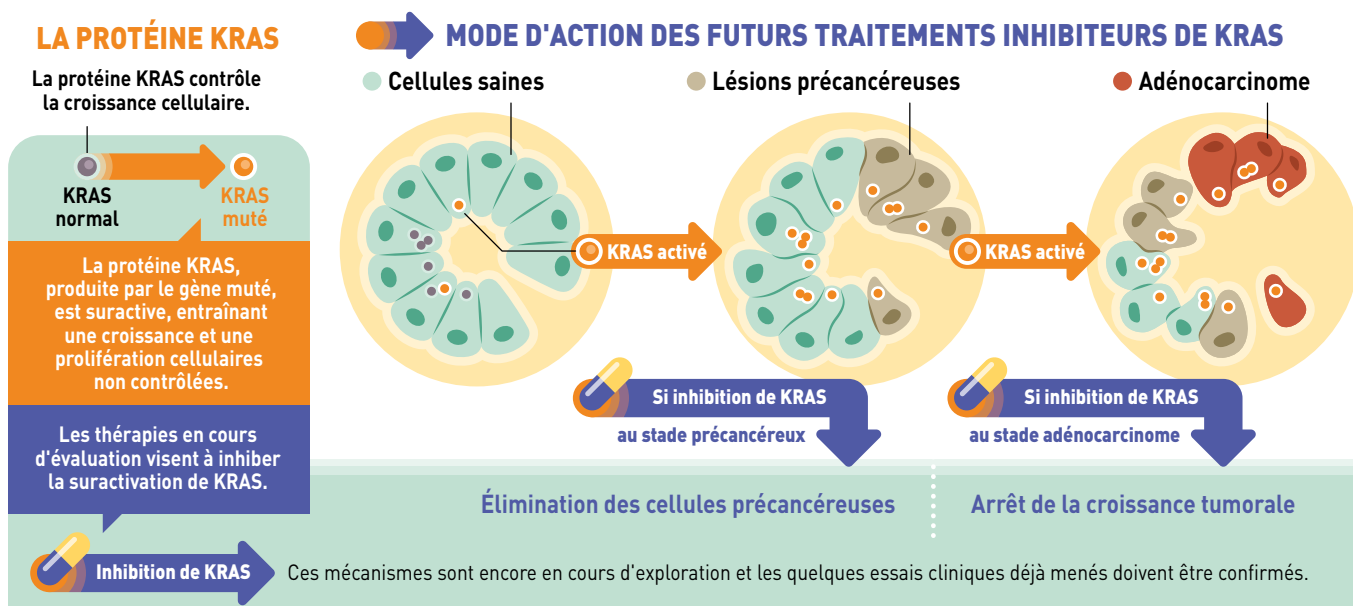 LA PROTÉINE KRAS
La protéine KRAS contrôle
la croissance cellulaire.
KRAS
normal
KRAS
muté
La protéine KRAS,
produite par le gène muté,
est suractive, entraînant
une croissance et une
prolifération cellulaires
non contrôlées.
Les thérapies en cours
d'évaluation visent à inhiber
la suractivation de KRAS.
MODE D'ACTION DES FUTURS TRAITEMENTS INHIBITEURS DE KRAS
Cellules saines
Lésions précancéreuses
Adénocarcinome
KRAS activé
KRAS activé
Si inhibition de KRAS
au stade précancéreux
Si inhibition de KRAS
au stade adénocarcinome
Élimination des cellules précancéreuses
Arrêt de la croissance tumorale
Inhibition de KRAS
Ces mécanismes sont encore en cours d'exploration et les quelques essais cliniques déjà menés doivent être confirmés.